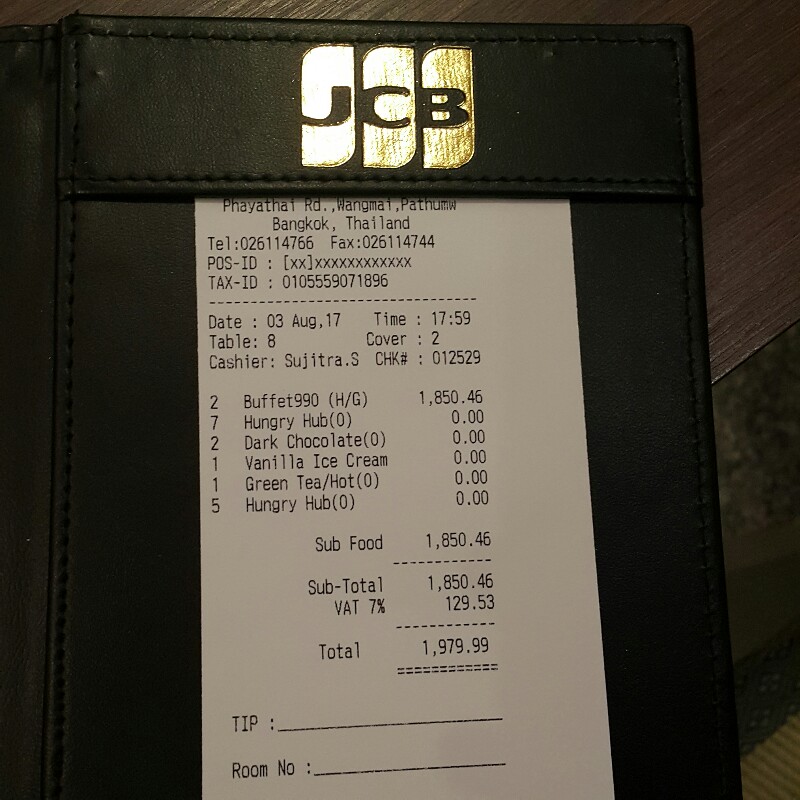 JCB
Phayathai Rd.,Wangmai,Pathumw
Bangkok, Thailand
Tel:026114766 Fax:026114744
POS-ID : [xx]xxxxxxxxxxxx
TAX-ID : 0105559071896
--------------------------------
Date : 03 Aug,17 Time : 17:59
Table: 8 Cover : 2
Cashier: Sujitra.S CHK# : 012529
2 Buffet990 (H/G) 1,850.46
7 Hungry Hub(0) 0.00
2 Dark Chocolate(0) 0.00
1 Vanilla Ice Cream 0.00
1 Green Tea/Hot(0) 0.00
5 Hungry Hub(0) 0.00
Sub Food 1,850.46
------------
Sub-Total 1,850.46
VAT 7% 129.53
------------
Total 1,979.99
============
TIP :____________________
Room No :_________________